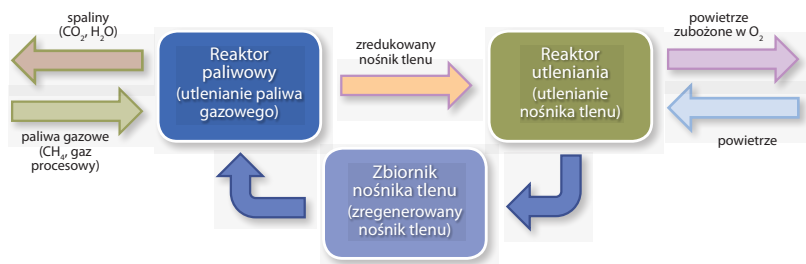 spaliny
(CO₂, H₂O)
paliwa gazowe
(CH₄, gaz
procesowy)
Reaktor
paliwowy
(utlenianie paliwa
gazowego)
zredukowany
nośnik tlenu
Reaktor
utleniania
(utlenianie
nośnika tlenu)
powietrze
zubożone w O₂
powietrze
Zbiornik
nośnika tlenu
(zregenerowany
nośnik tlenu)